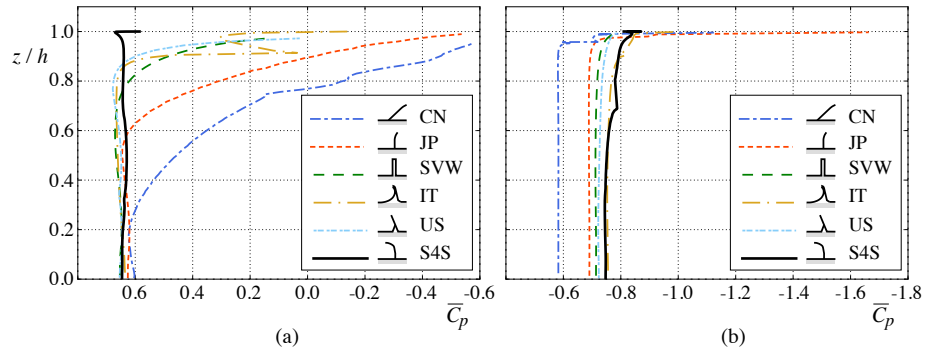 z / h
1.0
0.8
0.6
0.4
0.2
0.0
CN
JP
SVW
IT
US
S4S
0.6 0.4 0.2 0.0 -0.2 -0.4 -0.6
C̅p
(a)
CN
JP
SVW
IT
US
S4S
-0.6 -0.8 -1.0 -1.2 -1.4 -1.6 -1.8
C̅p
(b)